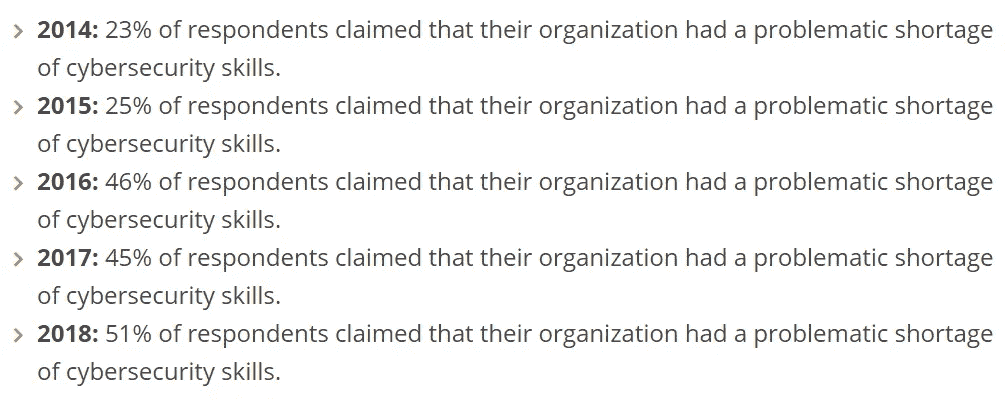 2014: 23% of respondents claimed that their organization had a problematic shortage
of cybersecurity skills.
2015: 25% of respondents claimed that their organization had a problematic shortage
of cybersecurity skills.
2016: 46% of respondents claimed that their organization had a problematic shortage
of cybersecurity skills.
2017: 45% of respondents claimed that their organization had a problematic shortage
of cybersecurity skills.
2018: 51% of respondents claimed that their organization had a problematic shortage
of cybersecurity skills.